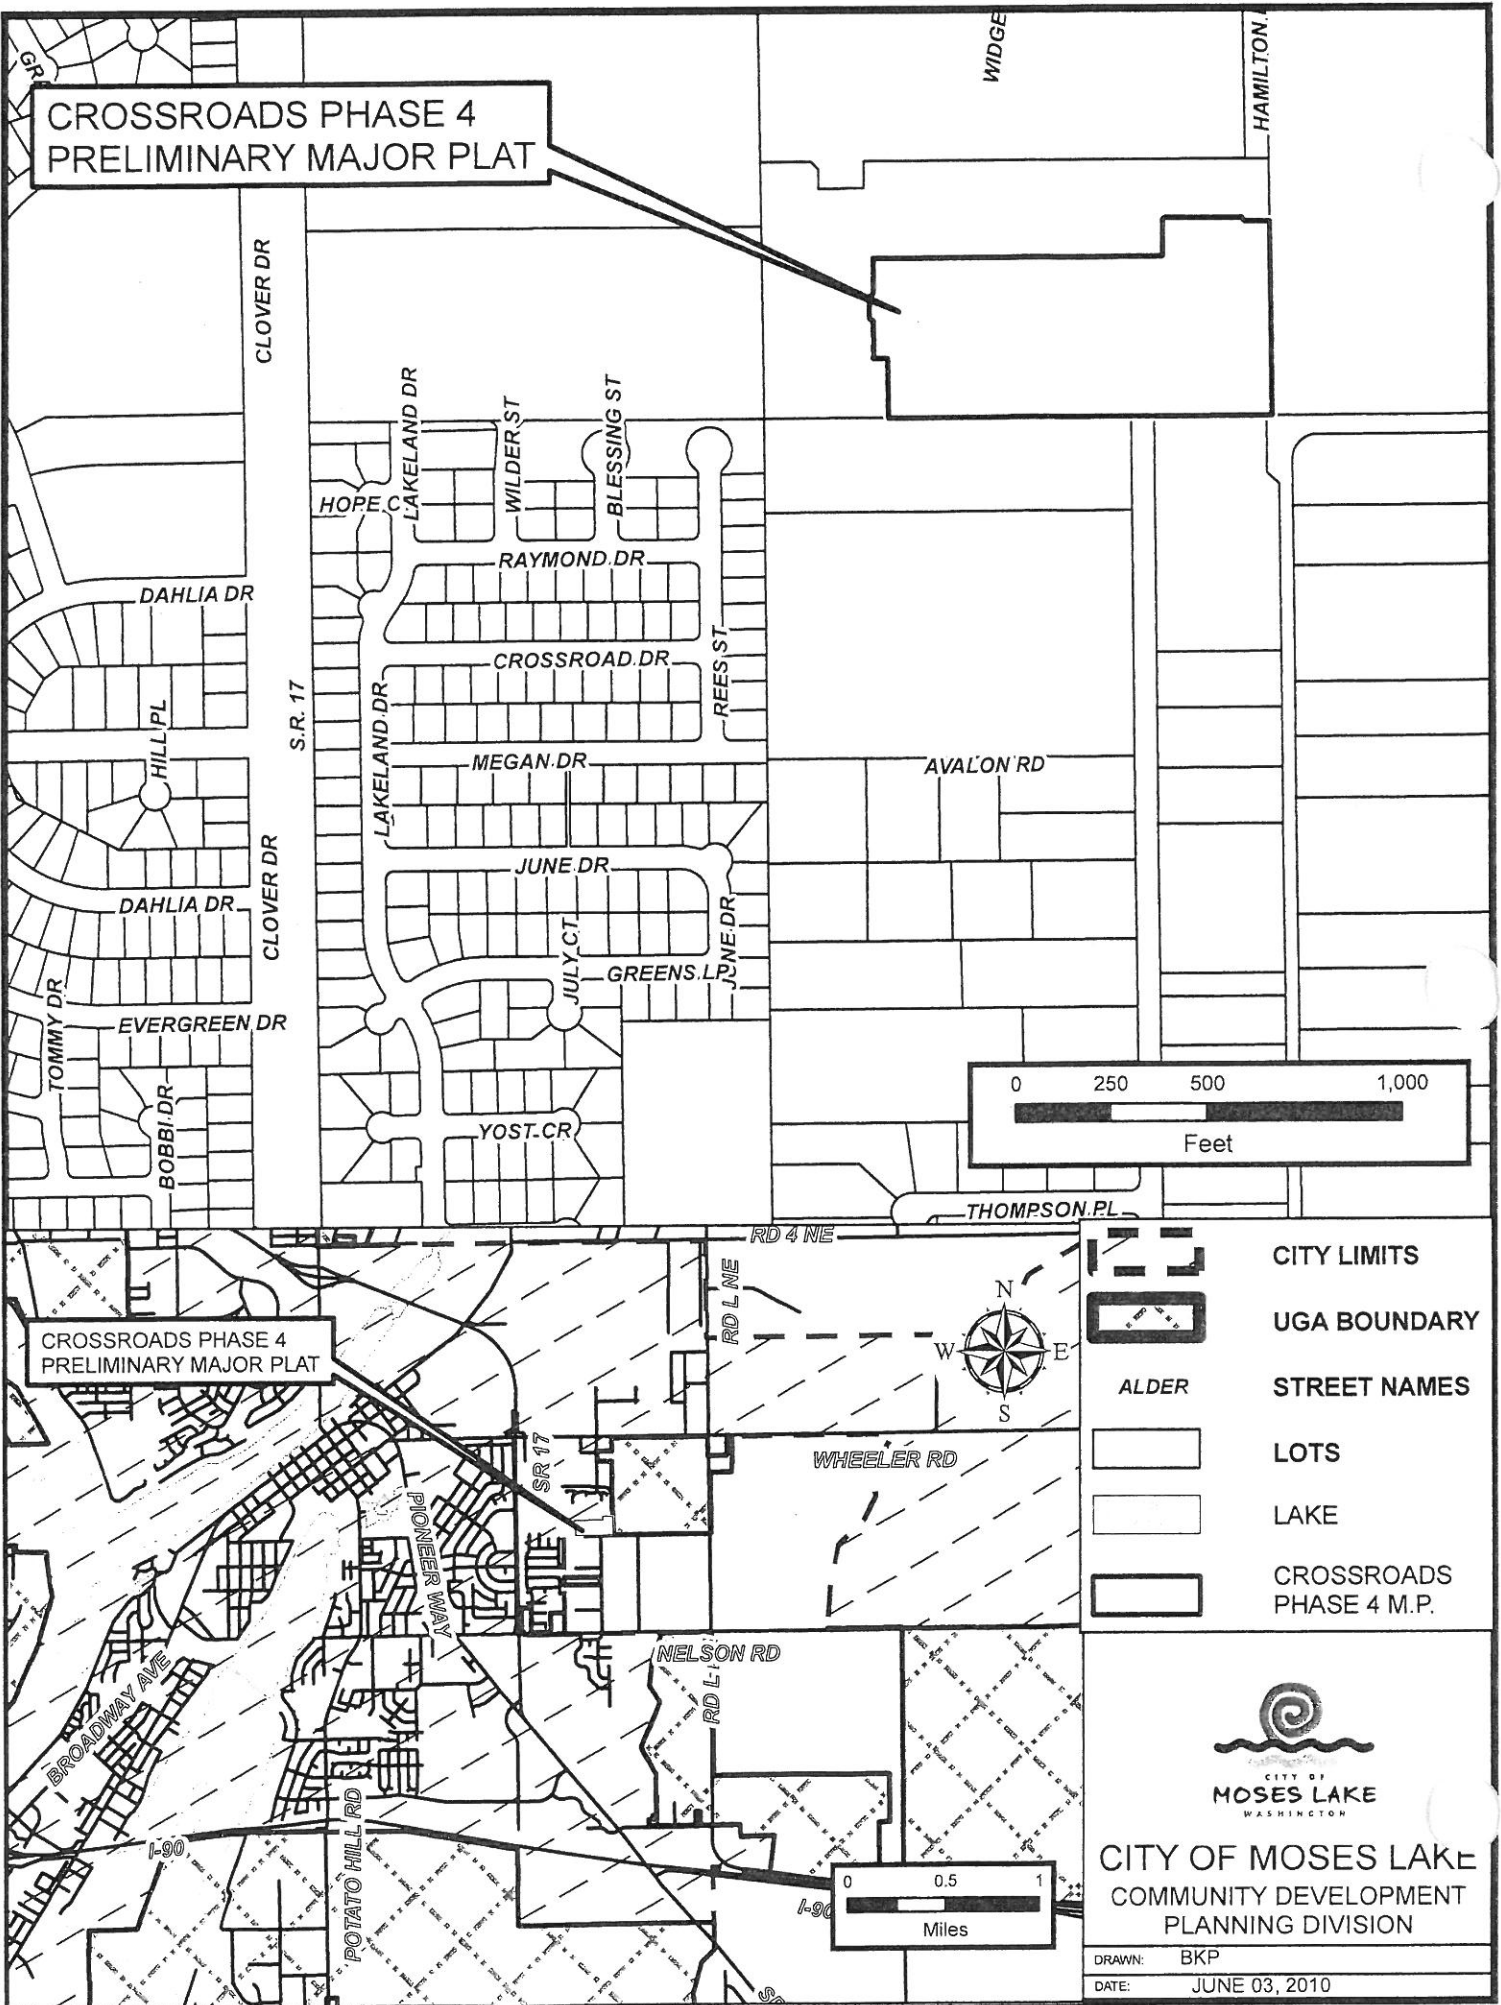 WIDGE
HAMILTON
GR
CROSSROADS PHASE 4
PRELIMINARY MAJOR PLAT
CLOVER DR
LAKELAND DR
WILDER ST
BLESSING ST
HOPE C
RAYMOND DR
DAHLIA DR
CROSSROAD DR
REES ST
S.R. 17
HILL PL
LAKELAND DR
MEGAN DR
AVALON RD
JUNE DR
CLOVER DR
DAHLIA DR
JULY CT
JUNE DR
GREENS LP
TOMMY DR
EVERGREEN DR
BOBBI DR
YOST CR
0 250 500 1,000
Feet
THOMPSON PL
RD 4 NE
RD L NE
CROSSROADS PHASE 4
PRELIMINARY MAJOR PLAT
N
W E
S
SR 17
WHEELER RD
PIONEER WAY
NELSON RD
RD L
BROADWAY AVE
POTATO HILL RD
I-90
I-90
0 0.5 1
Miles
CITY LIMITS
UGA BOUNDARY
ALDER STREET NAMES
LOTS
LAKE
CROSSROADS
PHASE 4 M.P.
CITY OF
MOSES LAKE
WASHINGTON
CITY OF MOSES LAKE
COMMUNITY DEVELOPMENT
PLANNING DIVISION
DRAWN: BKP
DATE: JUNE 03, 2010